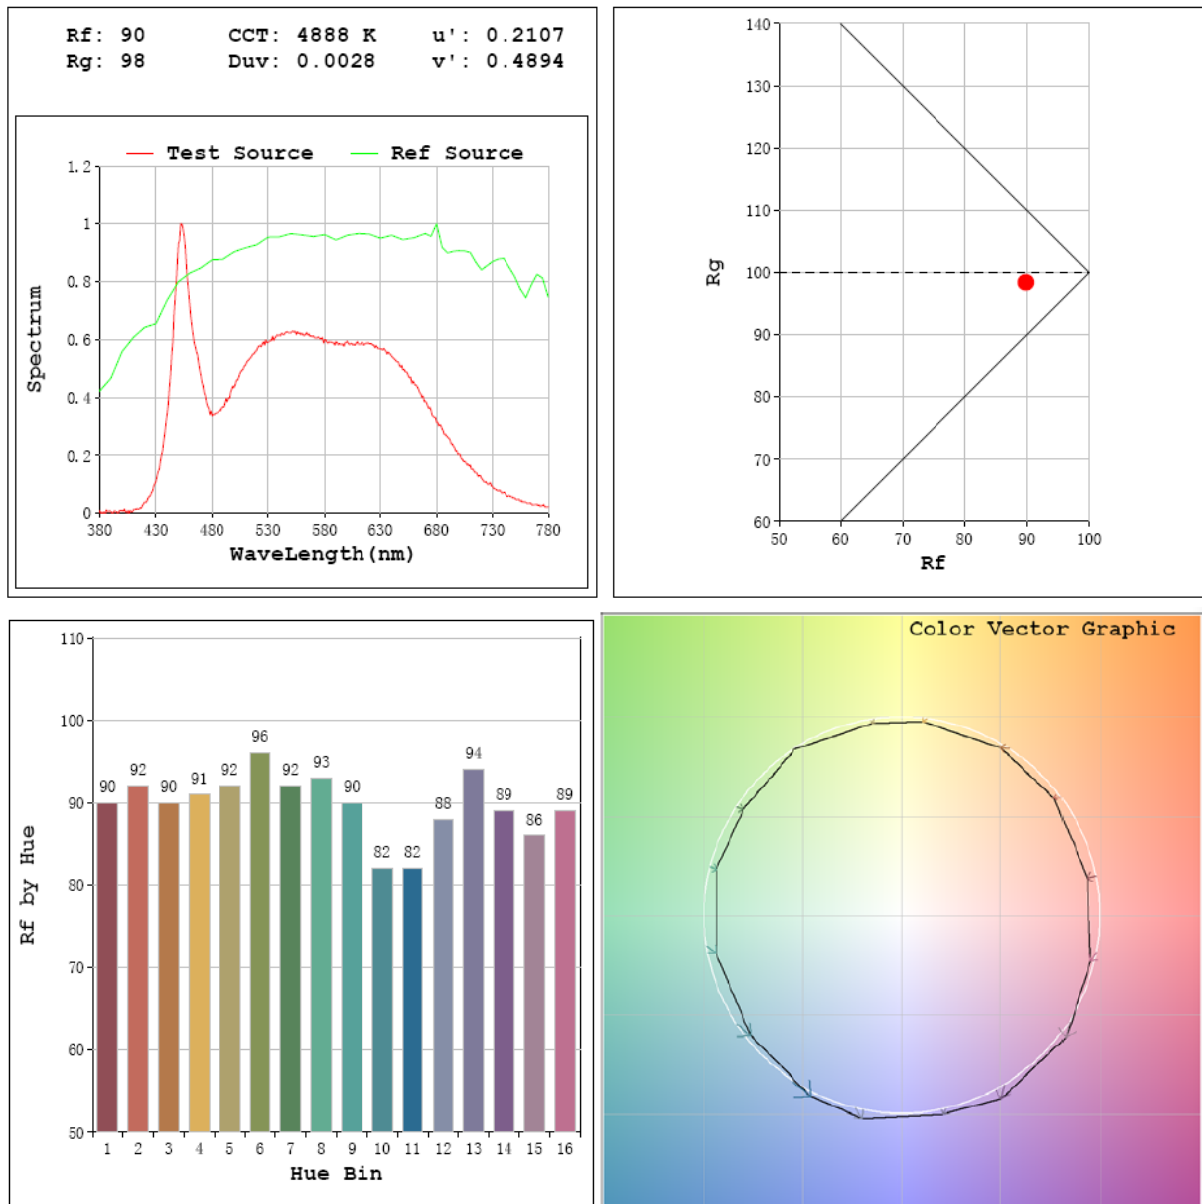 Rf: 90 CCT: 4888 K u': 0.2107
Rg: 98 Duv: 0.0028 v': 0.4894
Test Source Ref Source
1.2
1
0.8
0.6
0.4
0.2
0
Spectrum
380 430 480 530 580 630 680 730 780
WaveLength(nm)
140
130
120
110
100
90
80
70
60
Rg
50 60 70 80 90 100
Rf
110
100
90
80
70
60
50
Rf by Hue
90 92 90 91 92 96 92 93 90 82 82 88 94 89 86 89
1 2 3 4 5 6 7 8 9 10 11 12 13 14 15 16
Hue Bin
Color Vector Graphic